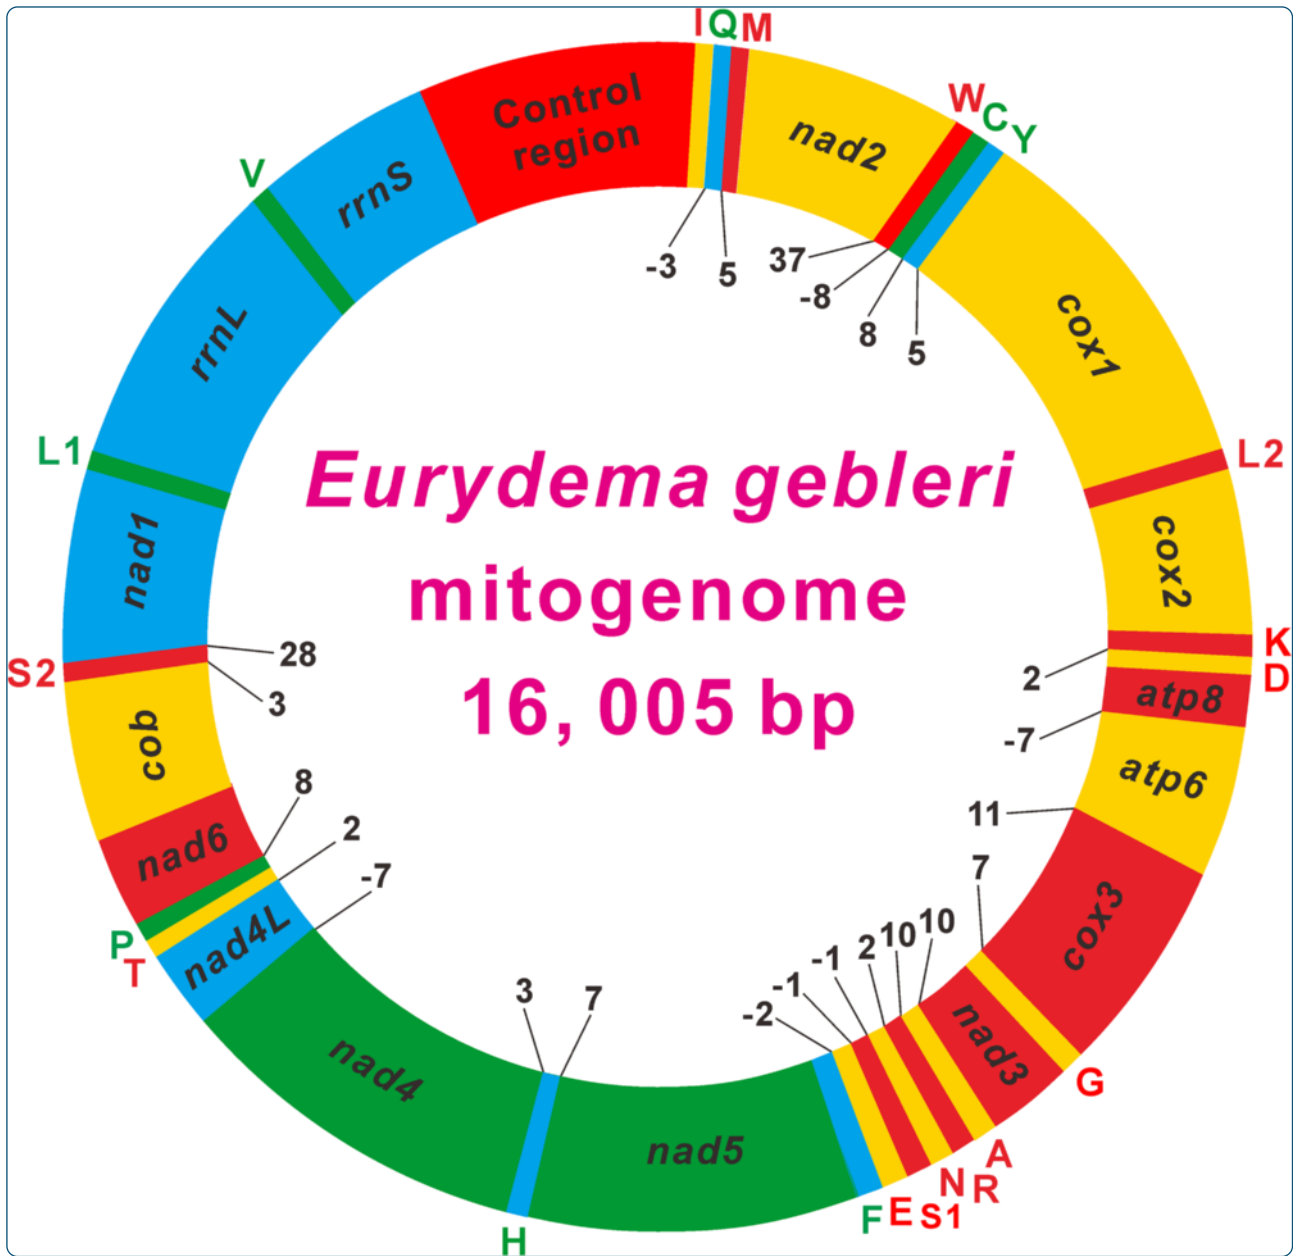 I Q M
Control
region
nad2
W
C
Y
cox1
L2
cox2
K
D
atp8
atp6
cox3
G
nad3
A
R
N
S1
E
F
nad5
H
nad4
nad4L
T
P
nad6
cob
S2
nad1
L1
rrnL
V
rrnS
-3
5
37
-8
8
5
2
-7
11
7
10
10
2
-1
-1
-2
7
3
-7
2
8
3
28
Eurydema gebleri
mitogenome
16, 005 bp